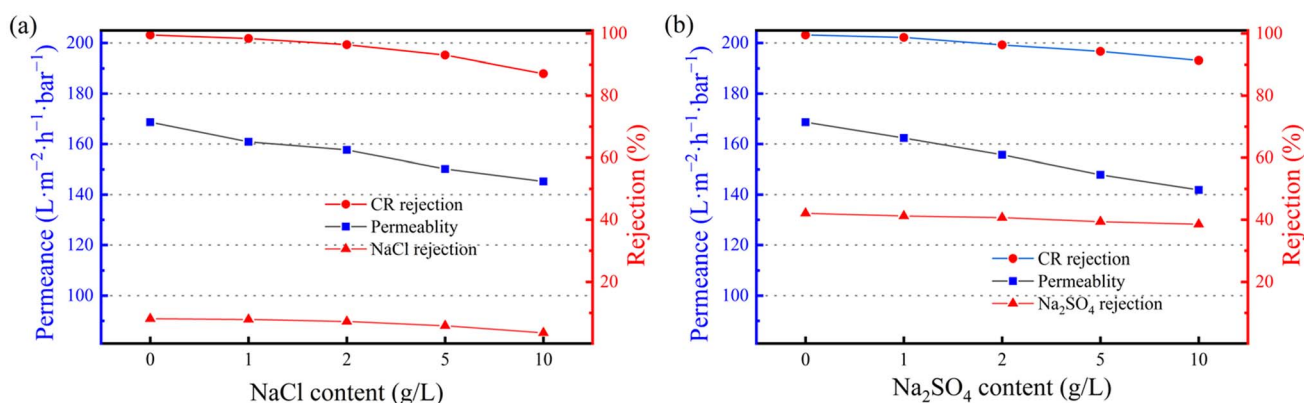 (a)
Permeance (L·m⁻²·h⁻¹·bar⁻¹)
200
180
160
140
120
100
CR rejection
Permeablity
NaCl rejection
0 1 2 5 10
NaCl content (g/L)
100
80
60
40
20
Rejection (%)
(b)
Permeance (L·m⁻²·h⁻¹·bar⁻¹)
200
180
160
140
120
100
CR rejection
Permeablity
Na₂SO₄ rejection
0 1 2 5 10
Na₂SO₄ content (g/L)
100
80
60
40
20
Rejection (%)